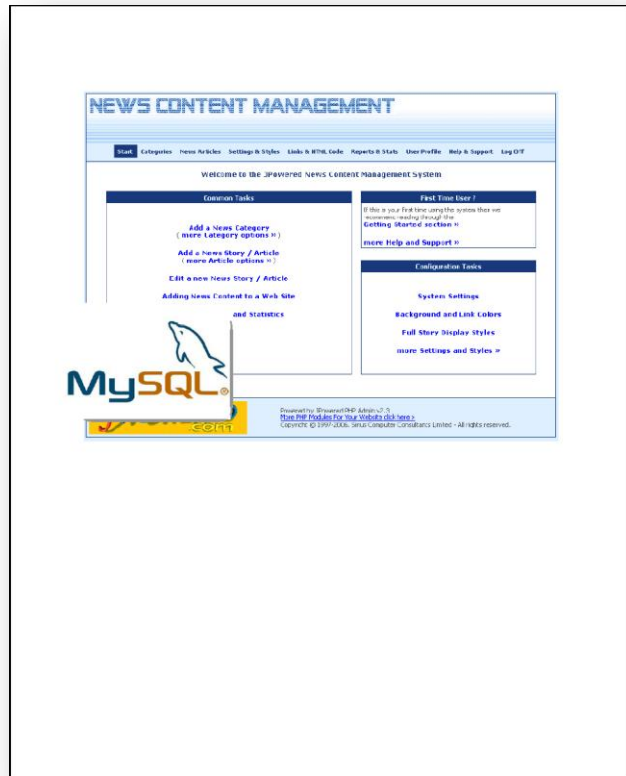 NEWS CONTENT MANAGEMENT
Start Categories News Articles Settings & Styles Links & HTML Code Reports & Stats User Profile Help & Support Log Off
Welcome to the JPowered News Content Management System
Common Tasks
Add a News Category
( more Category options » )
Add a News Story / Article
( more Article options » )
Edit a new News Story / Article
Adding News Content to a Web Site
and Statistics
First Time User ?
If this is your first time using the system then we
recommend reading through the
Getting Started section »
more Help and Support »
Configuration Tasks
System Settings
Background and Link Colors
Full Story Display Styles
more Settings and Styles »
MySQL®
.com
Powered by JPowered PHP Admin v2.3
More PHP Modules For Your Website click here >
Copyright © 1997-2006, Sirius Computer Consultants Limited - All rights reserved.